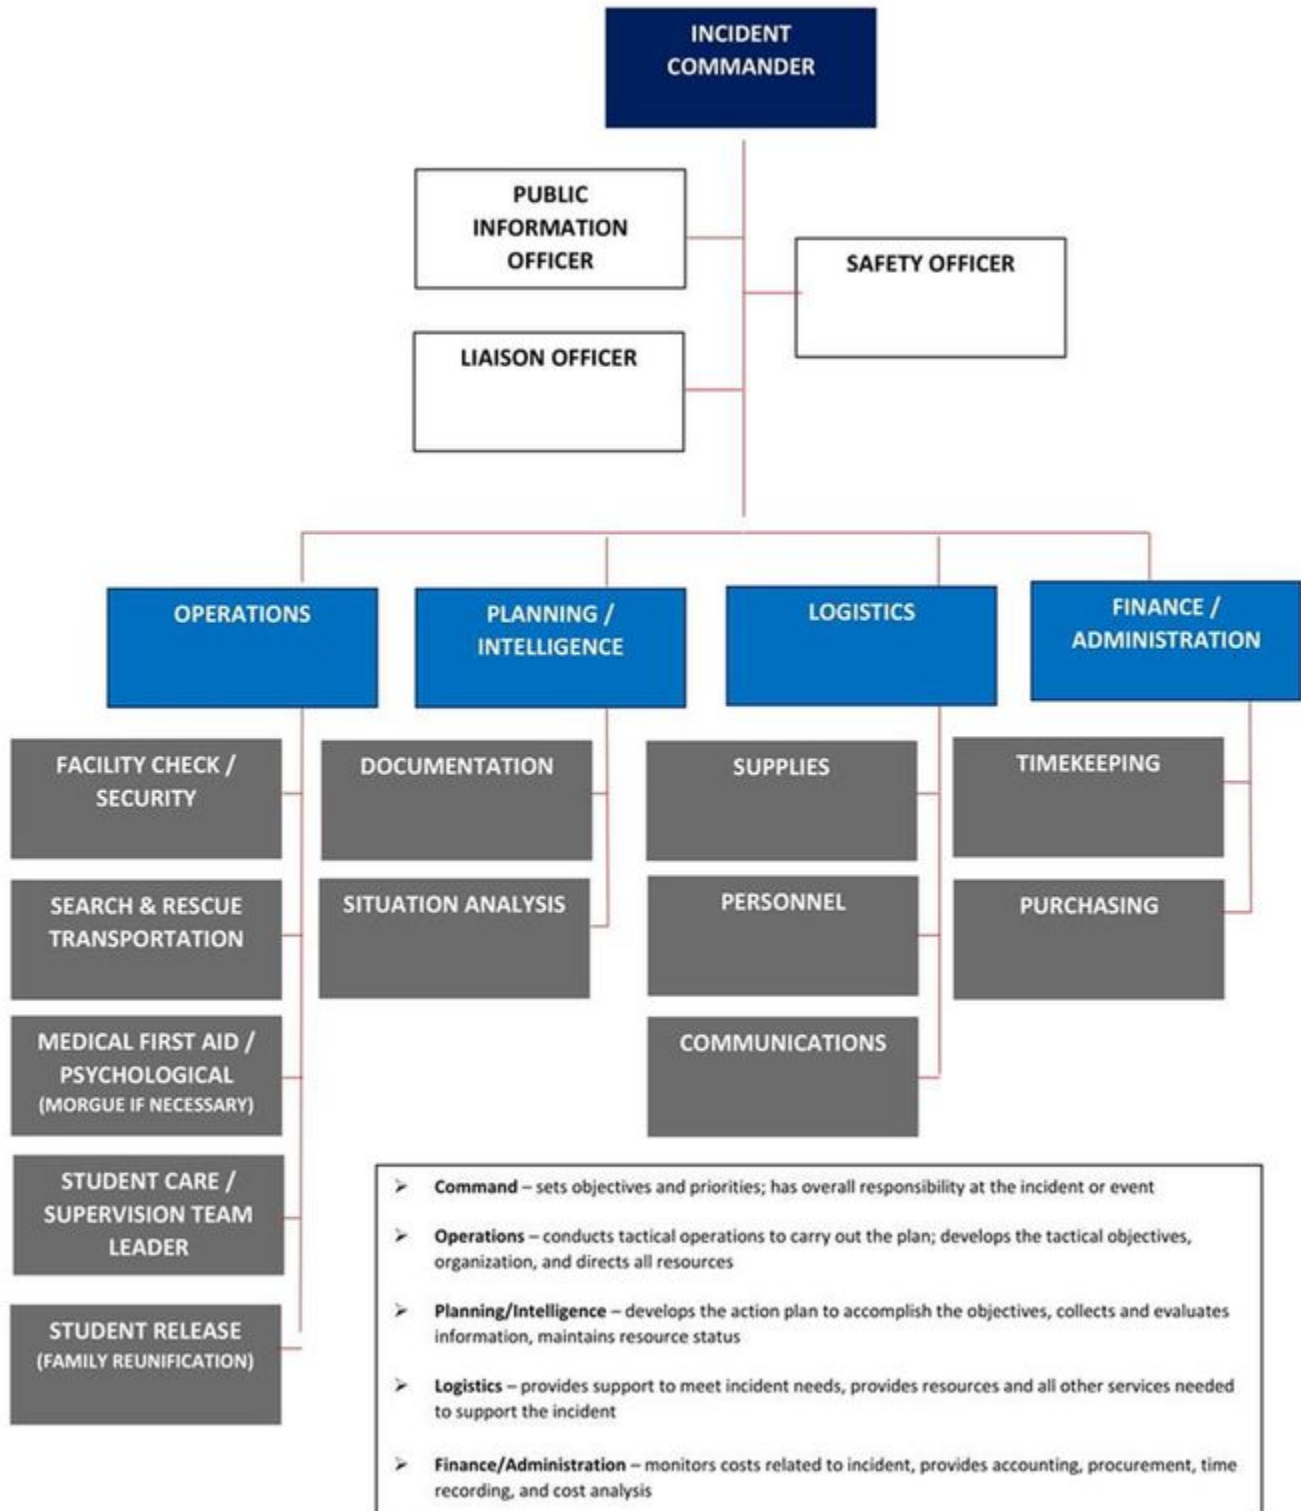 INCIDENT
COMMANDER
PUBLIC
INFORMATION
OFFICER
SAFETY OFFICER
LIAISON OFFICER
OPERATIONS
PLANNING /
INTELLIGENCE
LOGISTICS
FINANCE /
ADMINISTRATION
FACILITY CHECK /
SECURITY
DOCUMENTATION
SUPPLIES
TIMEKEEPING
SEARCH & RESCUE
TRANSPORTATION
SITUATION ANALYSIS
PERSONNEL
PURCHASING
MEDICAL FIRST AID /
PSYCHOLOGICAL
(MORGUE IF NECESSARY)
COMMUNICATIONS
STUDENT CARE /
SUPERVISION TEAM
LEADER
STUDENT RELEASE
(FAMILY REUNIFICATION)
➢ Command – sets objectives and priorities; has overall responsibility at the incident or event
➢ Operations – conducts tactical operations to carry out the plan; develops the tactical objectives,
organization, and directs all resources
➢ Planning/Intelligence – develops the action plan to accomplish the objectives, collects and evaluates
information, maintains resource status
➢ Logistics – provides support to meet incident needs, provides resources and all other services needed
to support the incident
➢ Finance/Administration – monitors costs related to incident, provides accounting, procurement, time
recording, and cost analysis